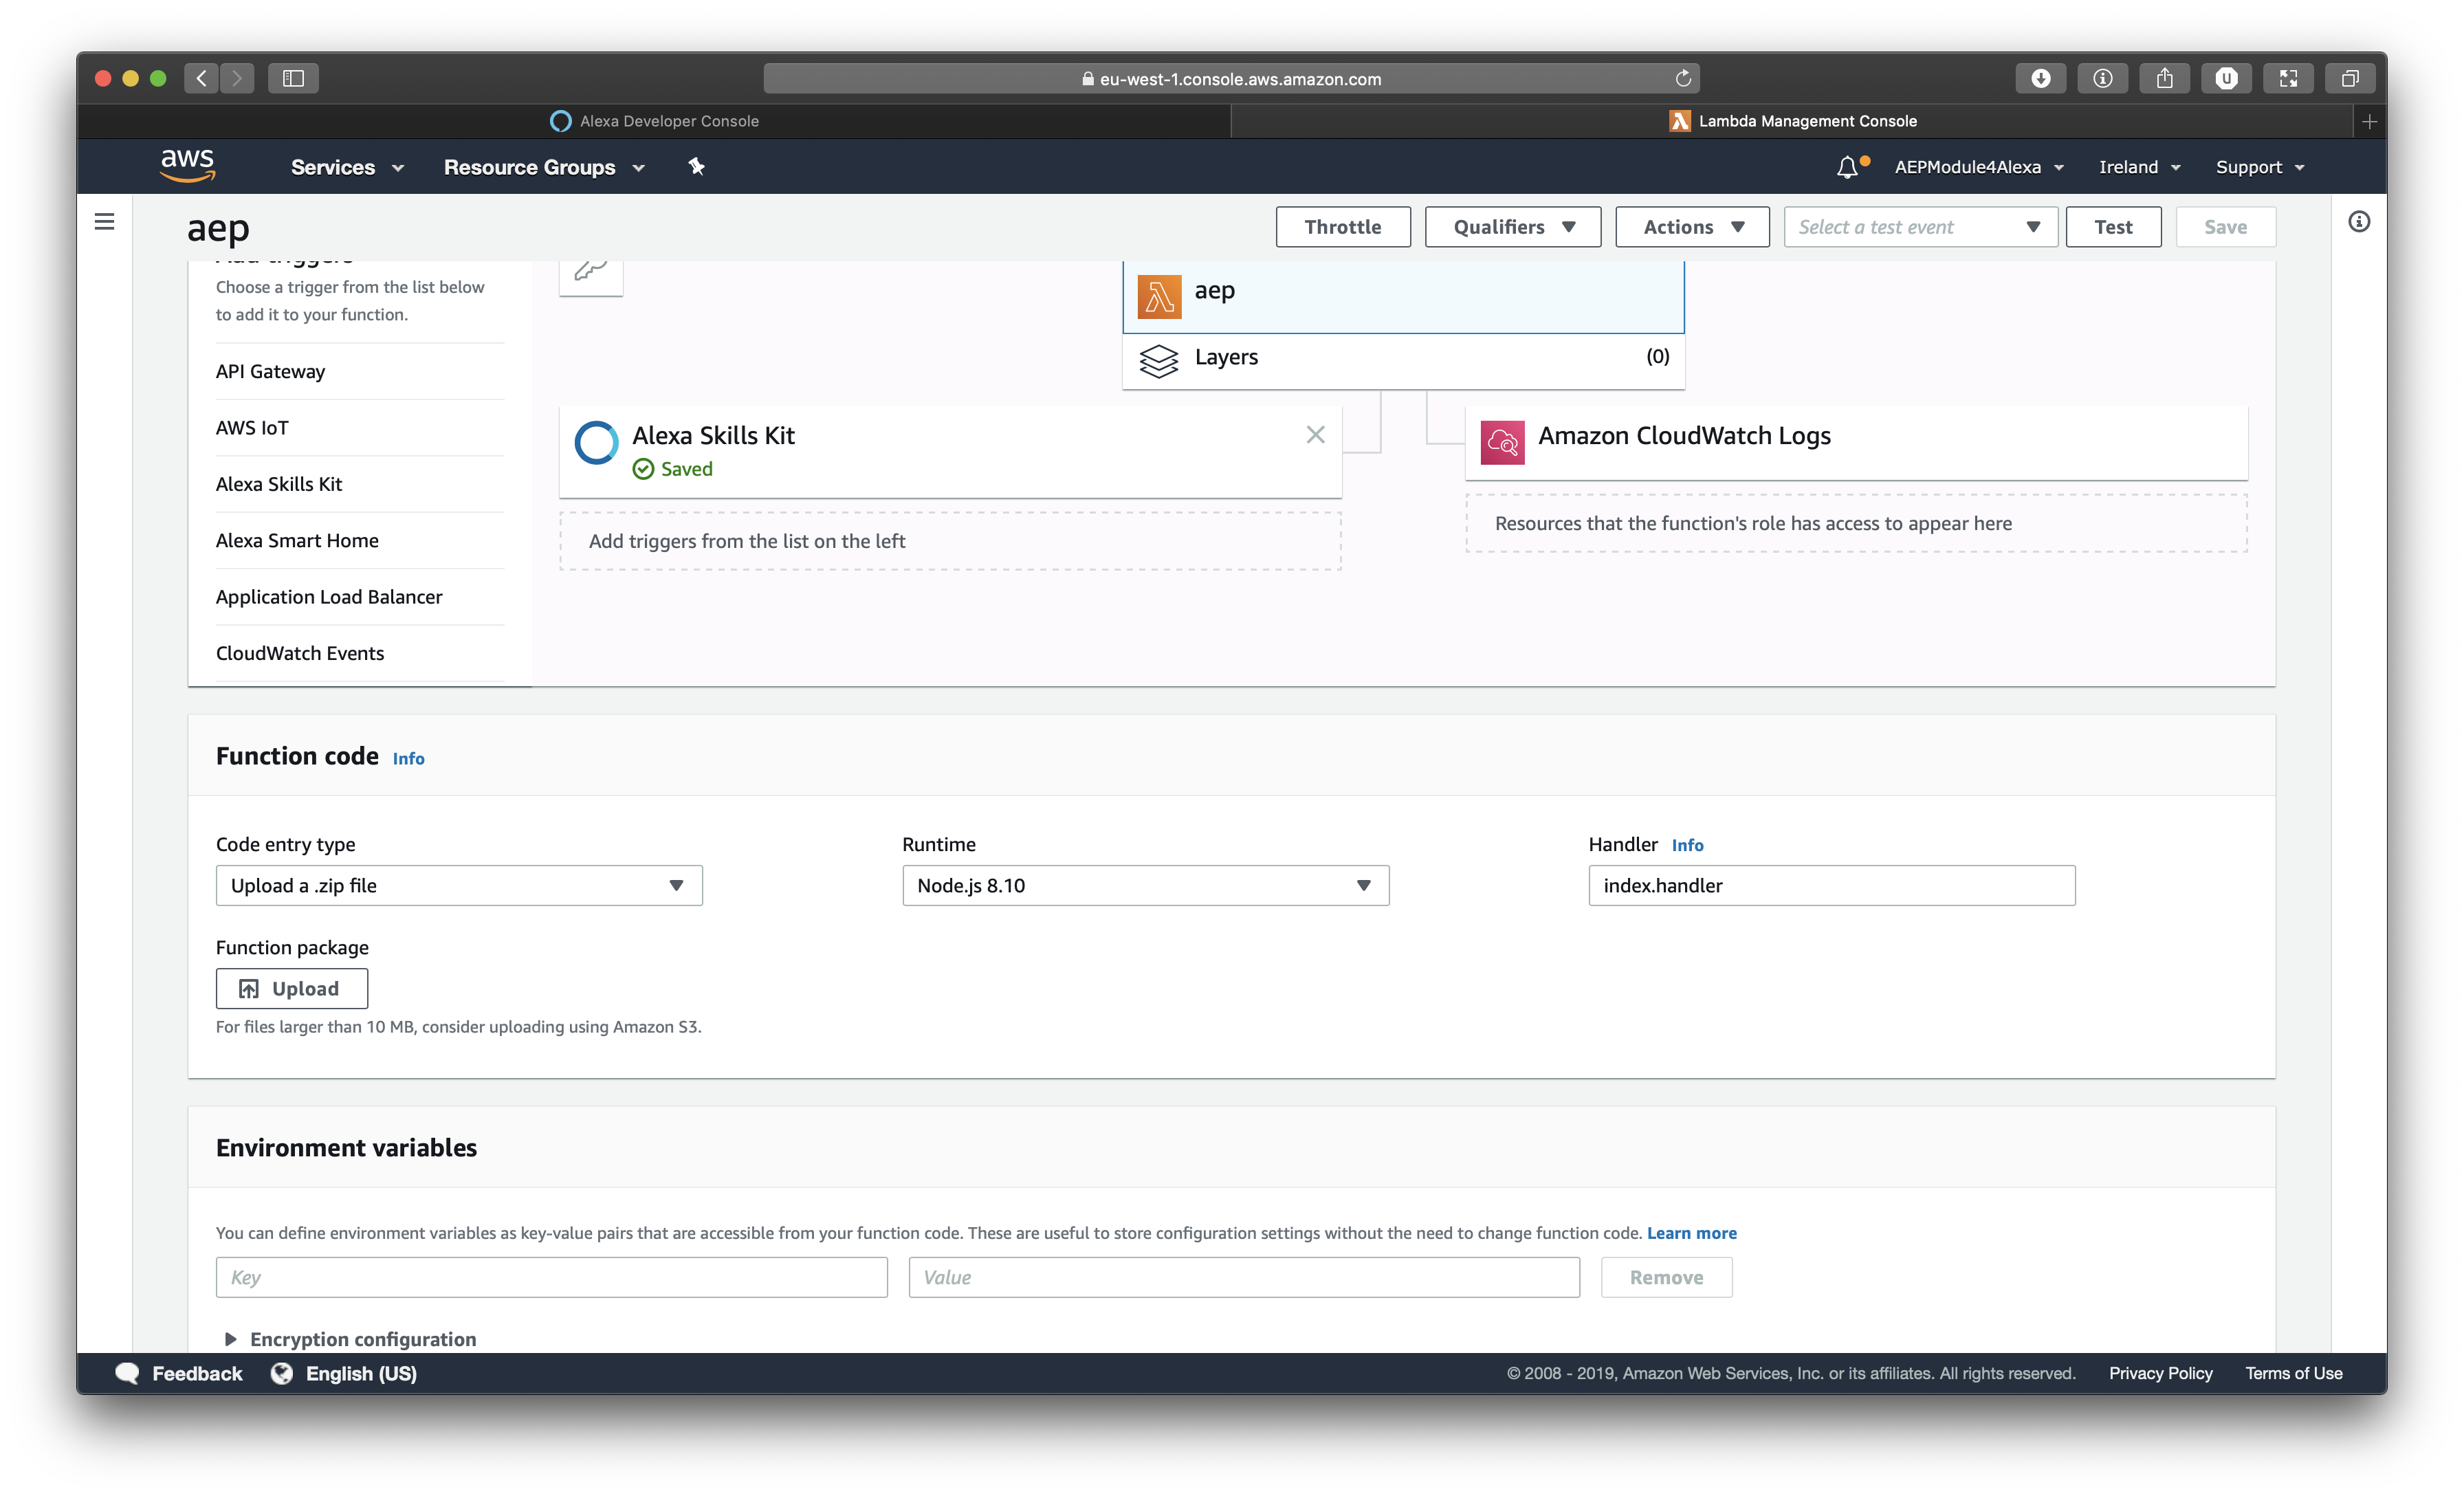 eu-west-1.console.aws.amazon.com
Alexa Developer Console
Lambda Management Console
aws
Services
Resource Groups
AEPModule4Alexa
Ireland
Support
aep
Throttle
Qualifiers
Actions
Select a test event
Test
Save
Add triggers
Choose a trigger from the list below
to add it to your function.
API Gateway
AWS IoT
Alexa Skills Kit
Alexa Smart Home
Application Load Balancer
CloudWatch Events
aep
Layers (0)
Alexa Skills Kit
Saved
Add triggers from the list on the left
Amazon CloudWatch Logs
Resources that the function's role has access to appear here
Function code Info
Code entry type
Upload a .zip file
Runtime
Node.js 8.10
Handler Info
index.handler
Function package
Upload
For files larger than 10 MB, consider uploading using Amazon S3.
Environment variables
You can define environment variables as key-value pairs that are accessible from your function code. These are useful to store configuration settings without the need to change function code. Learn more
Key
Value
Remove
Encryption configuration
Feedback
English (US)
© 2008 - 2019, Amazon Web Services, Inc. or its affiliates. All rights reserved.
Privacy Policy
Terms of Use